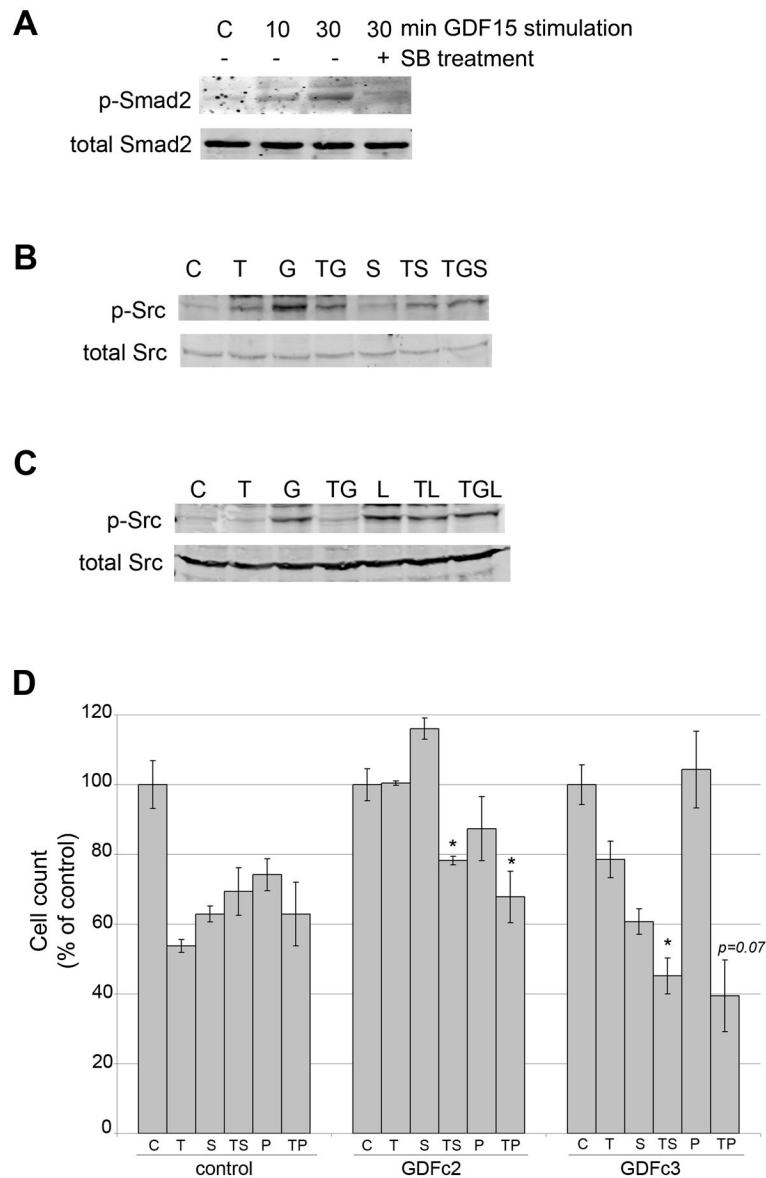 A
C 10 30 30 min GDF15 stimulation
- - - + SB treatment
p-Smad2
total Smad2
B
C T G TG S TS TGS
p-Src
total Src
C
C T G TG L TL TGL
p-Src
total Src
D
Cell count
(% of control)
120
100
80
60
40
20
0
* * * p=0.07
C T S TS P TP C T S TS P TP C T S TS P TP
control GDFc2 GDFc3